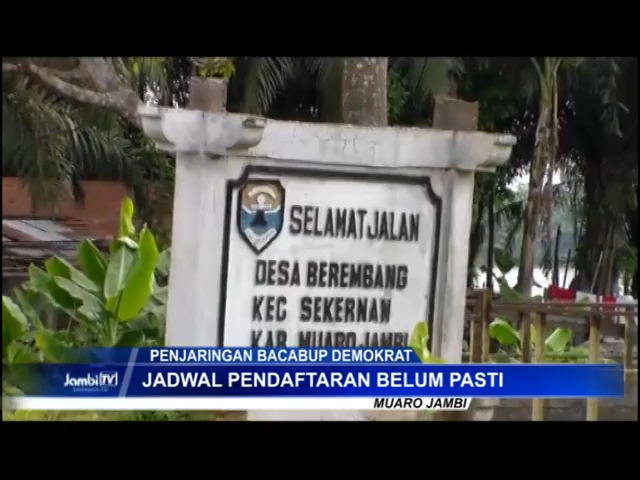 SELAMAT JALAN
DESA BEREMBANG
KEC SEKERNAN
KAB MUARO JAMBI
PENJARINGAN BACABUP DEMOKRAT
JambiTV
JADWAL PENDAFTARAN BELUM PASTI
MUARO JAMBI